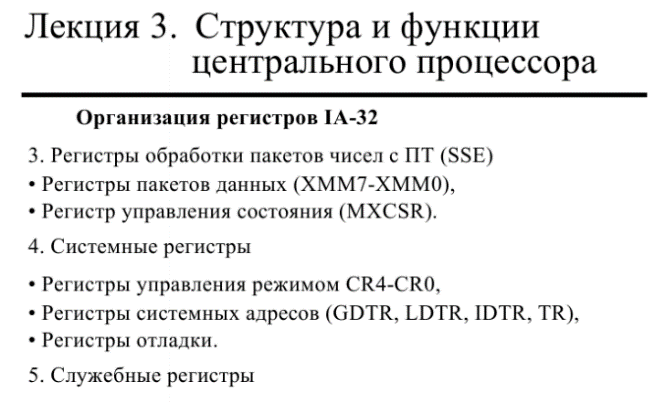 Лекция 3. Структура и функции
центрального процессора
Организация регистров IA-32
3. Регистры обработки пакетов чисел с ПТ (SSE)
• Регистры пакетов данных (XMM7-XMM0),
• Регистр управления состояния (MXCSR).
4. Системные регистры
• Регистры управления режимом CR4-CR0,
• Регистры системных адресов (GDTR, LDTR, IDTR, TR),
• Регистры отладки.
5. Служебные регистры